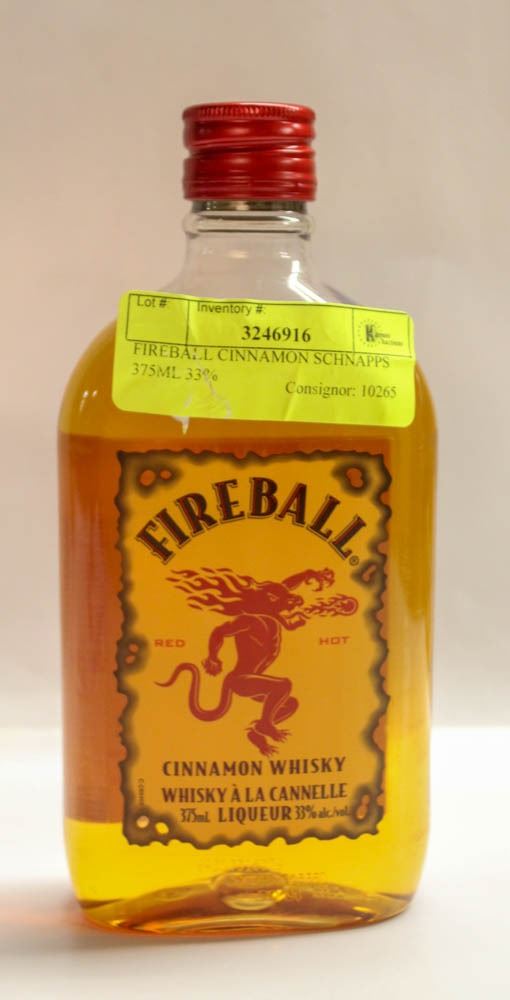 Lot #: Inventory #:
3246916
FIREBALL CINNAMON SCHNAPPS
375ML 33%
Consignor: 10265
FIREBALL®
RED HOT
CINNAMON WHISKY
WHISKY À LA CANNELLE
375mL LIQUEUR 33% alc./vol.